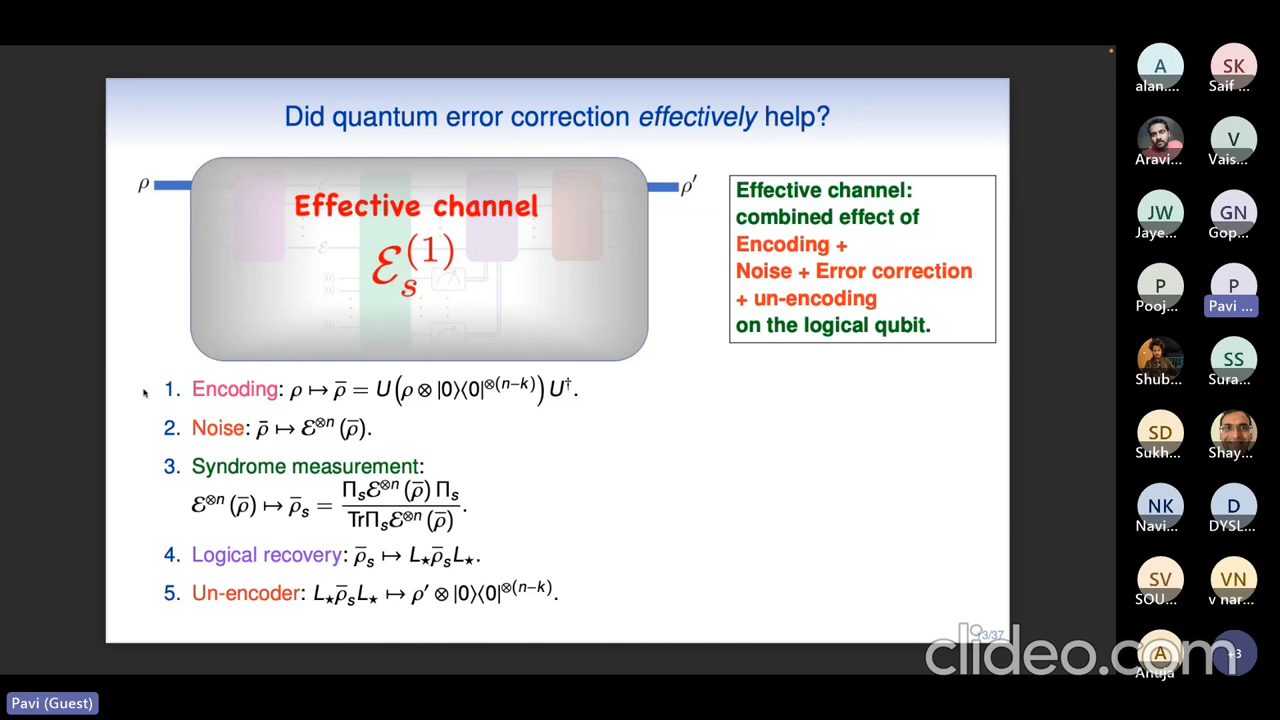 Did quantum error correction effectively help?
ρ
ρ′
Effective channel
ℰₛ⁽¹⁾
Effective channel:
combined effect of
Encoding +
Noise + Error correction
+ un-encoding
on the logical qubit.
1. Encoding: ρ ↦ ρ̄ = U(ρ ⊗ |0⟩⟨0|^⊗(n−k)) U†.
2. Noise: ρ̄ ↦ ℰ^⊗n (ρ̄).
3. Syndrome measurement:
ℰ^⊗n (ρ̄) ↦ ρ̄ₛ = Πₛℰ^⊗n (ρ̄) Πₛ / TrΠₛℰ^⊗n (ρ̄).
4. Logical recovery: ρ̄ₛ ↦ L⋆ρ̄ₛL⋆.
5. Un-encoder: L⋆ρ̄ₛL⋆ ↦ ρ′ ⊗ |0⟩⟨0|^⊗(n−k).
13/37
clideo.com
A
SK
alan....
Saif ...
V
Aravi...
Vais...
JW
GN
Jaye...
Gop...
P
P
Pooj...
Pavi ...
SS
Shub...
Sura...
SD
Sukh...
Shay...
NK
D
Navi...
DYSL...
SV
VN
SOU...
v nar...
A
+3
Anuja
Pavi (Guest)